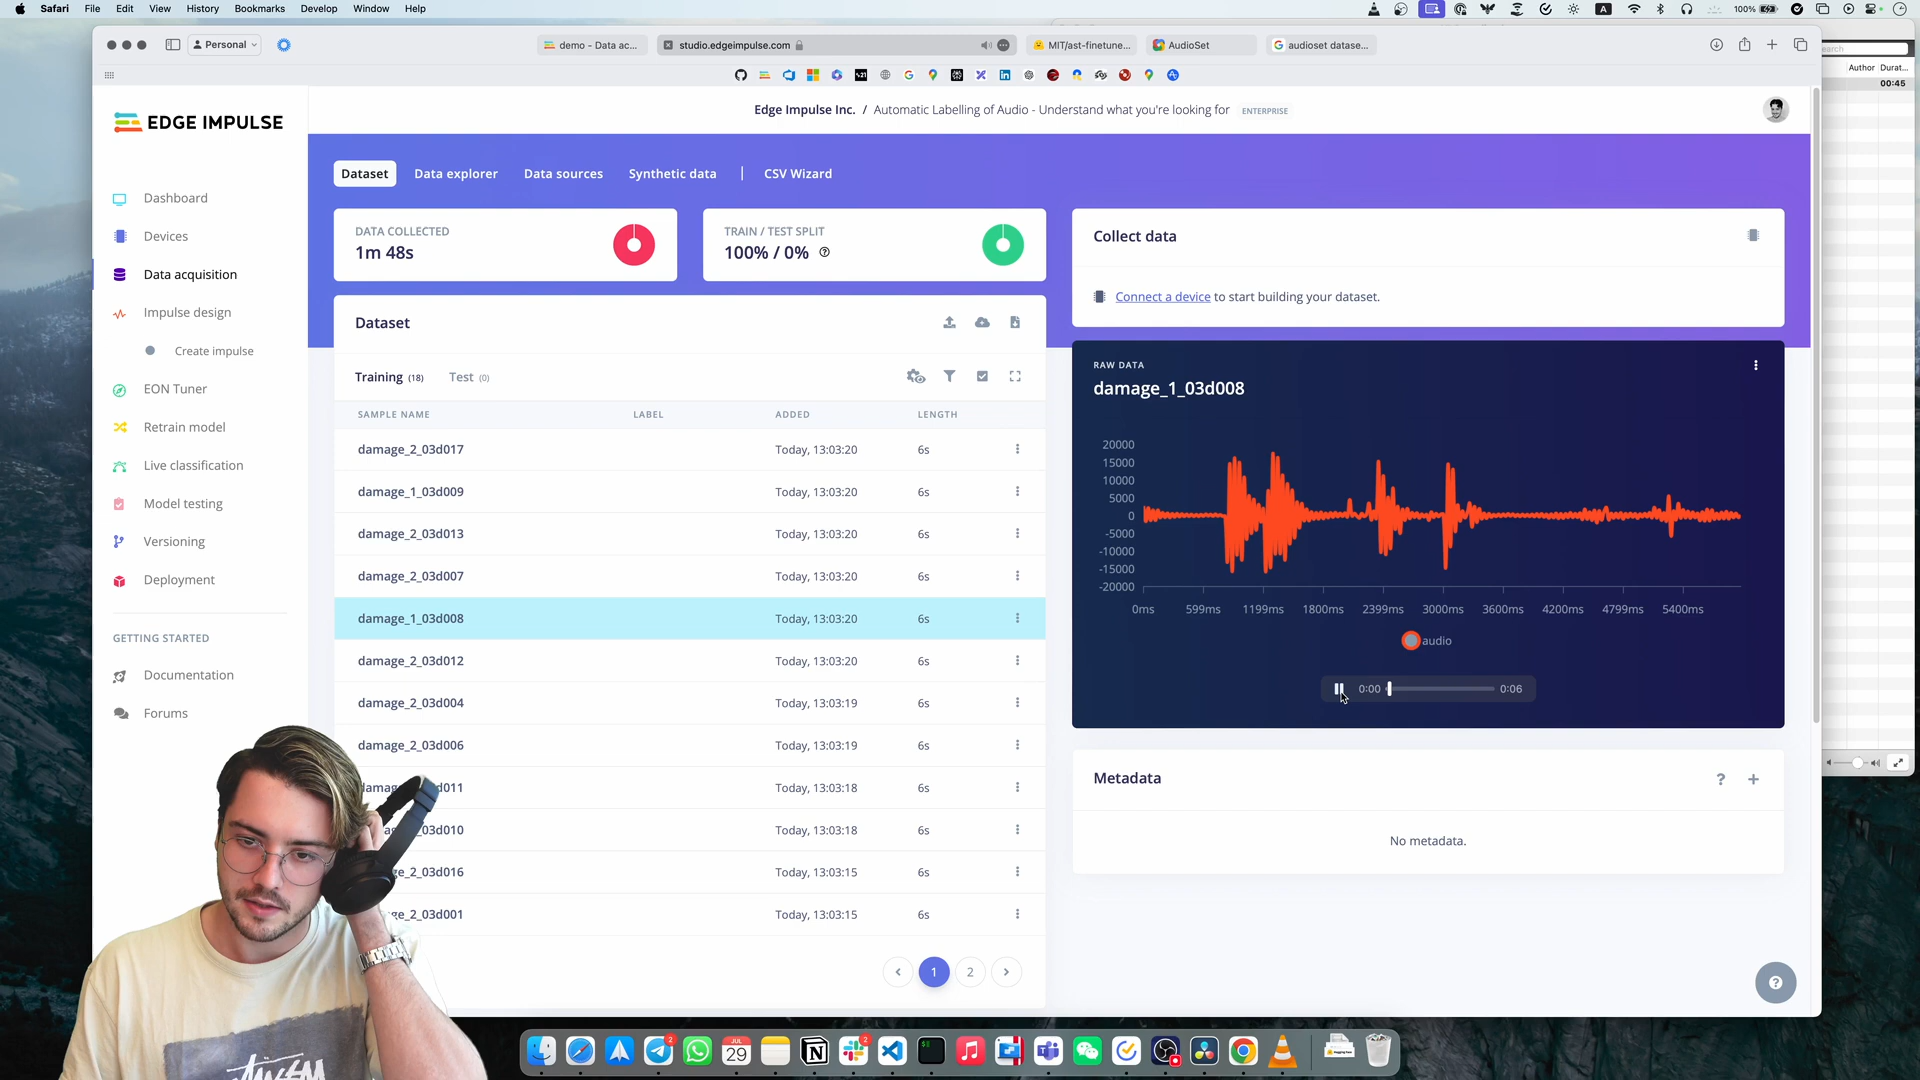 Safari File Edit View History Bookmarks Develop Window Help
100%
Personal
demo - Data ac...
studio.edgeimpulse.com
MIT/ast-finetune...
AudioSet
audioset datase...
Author Durat...
00:45
EDGE IMPULSE
Edge Impulse Inc. / Automatic Labelling of Audio - Understand what you're looking for ENTERPRISE
Dashboard
Devices
Data acquisition
Impulse design
Create impulse
EON Tuner
Retrain model
Live classification
Model testing
Versioning
Deployment
GETTING STARTED
Documentation
Forums
Dataset Data explorer Data sources Synthetic data | CSV Wizard
DATA COLLECTED
1m 48s
TRAIN / TEST SPLIT
100% / 0%
Collect data
Connect a device to start building your dataset.
Dataset
Training (18) Test (0)
SAMPLE NAME LABEL ADDED LENGTH
damage_2_03d017 Today, 13:03:20 6s
damage_1_03d009 Today, 13:03:20 6s
damage_2_03d013 Today, 13:03:20 6s
damage_2_03d007 Today, 13:03:20 6s
damage_1_03d008 Today, 13:03:20 6s
damage_2_03d012 Today, 13:03:20 6s
damage_2_03d004 Today, 13:03:19 6s
damage_2_03d006 Today, 13:03:19 6s
d011 Today, 13:03:18 6s
03d010 Today, 13:03:18 6s
ge_2_03d016 Today, 13:03:15 6s
ge_2_03d001 Today, 13:03:15 6s
1 2
RAW DATA
damage_1_03d008
20000
15000
10000
5000
0
-5000
-10000
-15000
-20000
0ms 599ms 1199ms 1800ms 2399ms 3000ms 3600ms 4200ms 4799ms 5400ms
audio
0:00 0:06
Metadata
?
No metadata.
JUL
29